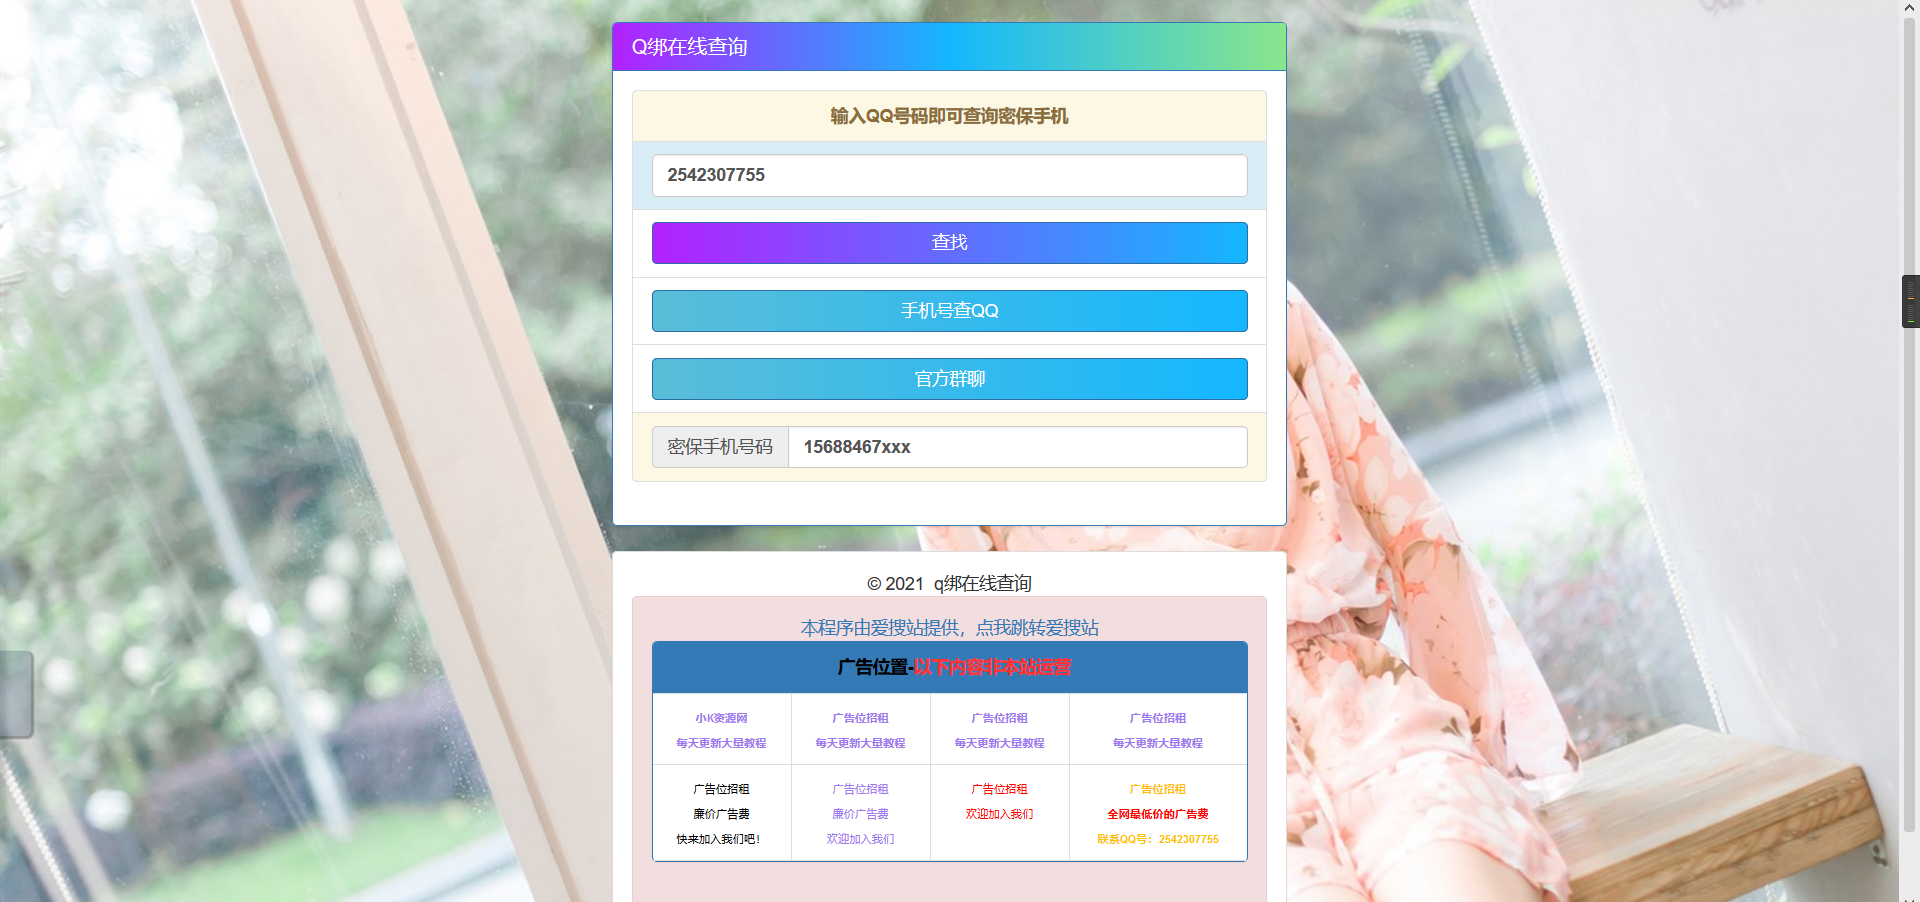 Q绑在线查询
输入QQ号码即可查询密保手机
2542307755
查找
手机号查QQ
官方群聊
密保手机号码 15688467xxx
© 2021 q绑在线查询
本程序由爱搜站提供，点我跳转爱搜站
广告位置-以下内容非本站运营
小K资源网
每天更新大量教程
广告位招租
每天更新大量教程
广告位招租
每天更新大量教程
广告位招租
每天更新大量教程
广告位招租
廉价广告费
快来加入我们吧！
广告位招租
廉价广告费
欢迎加入我们
广告位招租
欢迎加入我们
广告位招租
全网最低价的广告费
联系QQ号：2542307755